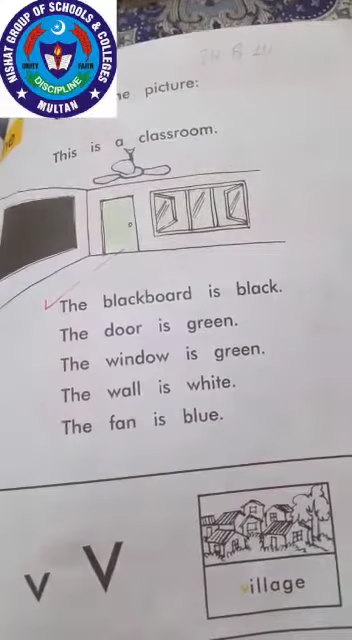 NISHAT GROUP OF SCHOOLS & COLLEGES
UNITY FAITH
DISCIPLINE
MULTAN
picture:
This is a classroom.
The blackboard is black.
The door is green.
The window is green.
The wall is white.
The fan is blue.
v V
village